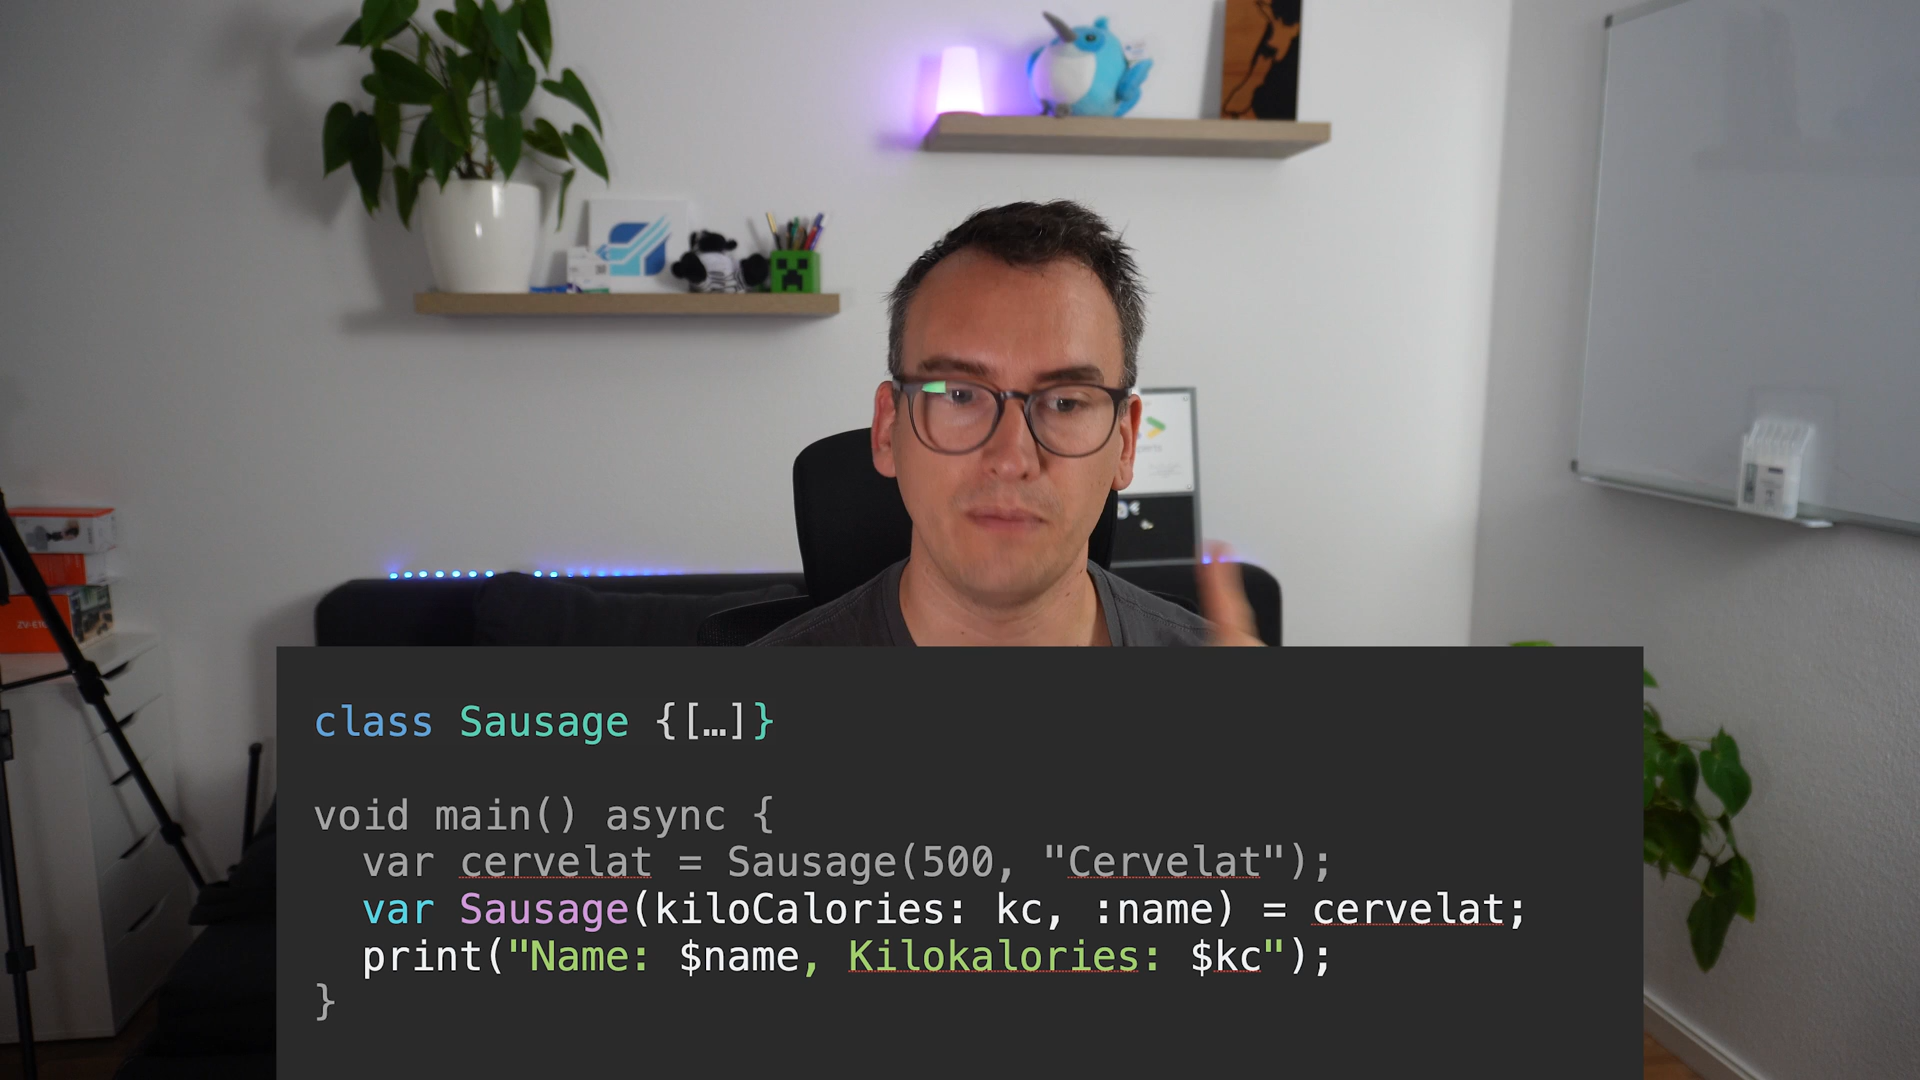 class Sausage {[…]}
void main() async {
var cervelat = Sausage(500, "Cervelat");
var Sausage(kiloCalories: kc, :name) = cervelat;
print("Name: $name, Kilokalories: $kc");
}